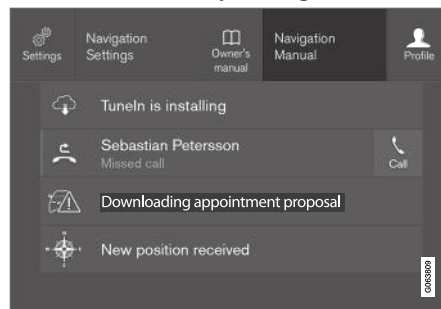 Settings
Navigation
Settings
Owner's
manual
Navigation
Manual
Profile
TuneIn is installing
Sebastian Petersson
Missed call
Call
Downloading appointment proposal
New position received
G063809